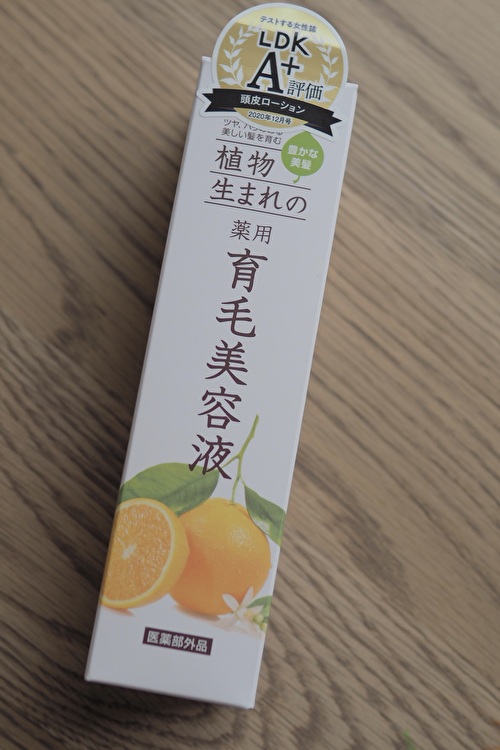 テストする女性誌
LDK
A+評価
頭皮ローション
2020年12月号
美しい髪を育む
豊かな
美髪
植物
生まれの
薬用
育毛美容液
医薬部外品